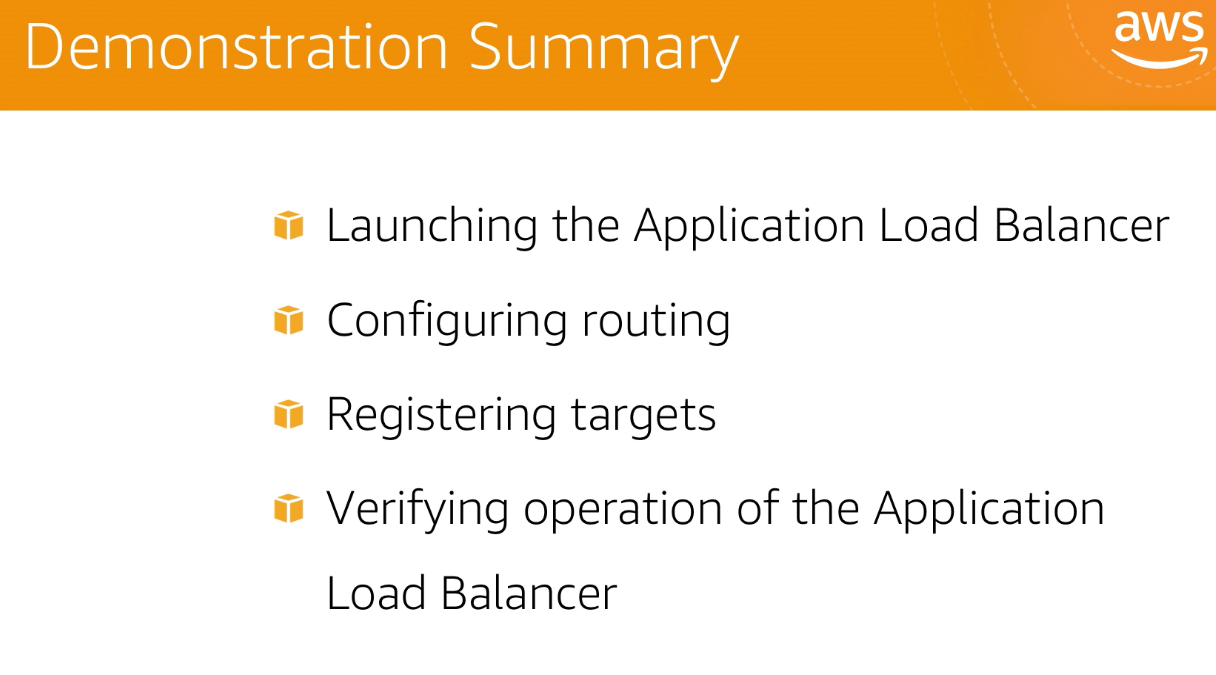 Demonstration Summary
aws
Launching the Application Load Balancer
Configuring routing
Registering targets
Verifying operation of the Application
Load Balancer